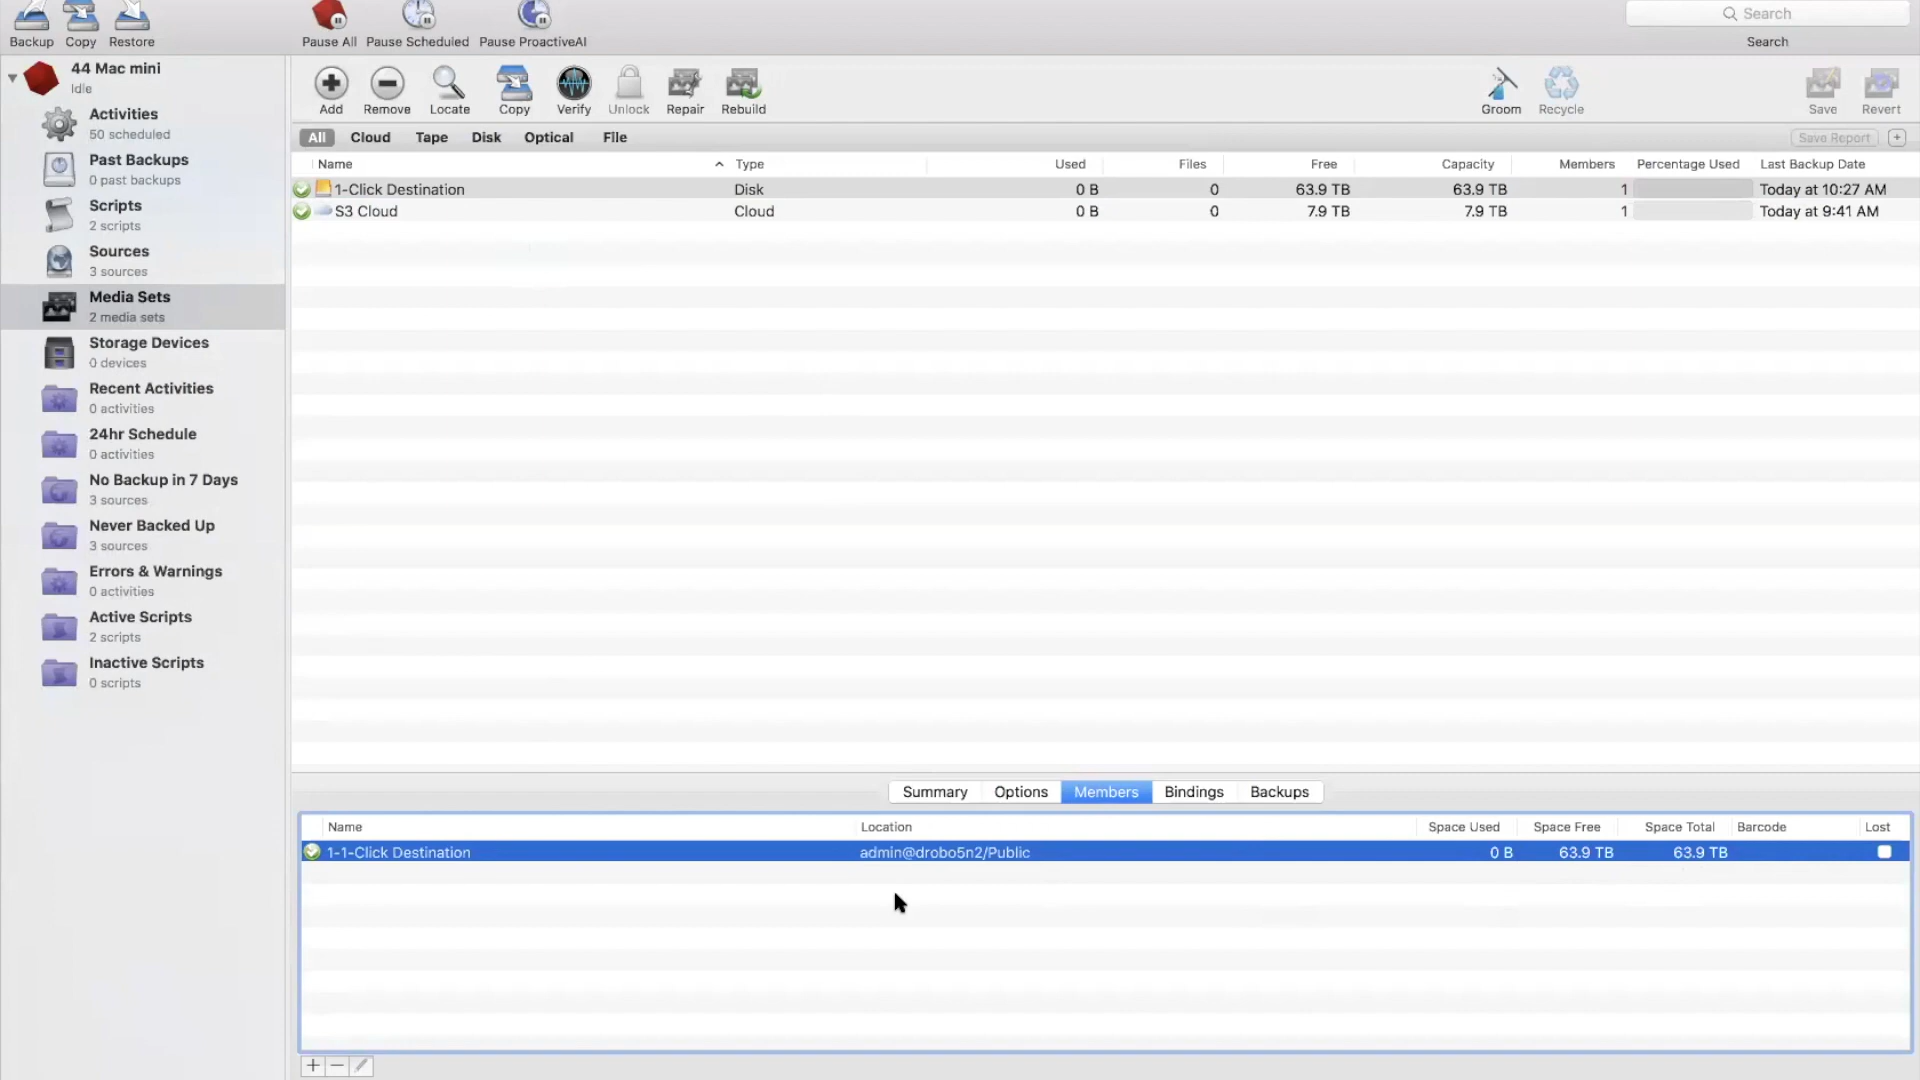 Backup Copy Restore Pause All Pause Scheduled Pause ProactiveAI Search
Search
44 Mac mini
Idle
Activities
50 scheduled
Past Backups
0 past backups
Scripts
2 scripts
Sources
3 sources
Media Sets
2 media sets
Storage Devices
0 devices
Recent Activities
0 activities
24hr Schedule
0 activities
No Backup in 7 Days
3 sources
Never Backed Up
3 sources
Errors & Warnings
0 activities
Active Scripts
2 scripts
Inactive Scripts
0 scripts
Add Remove Locate Copy Verify Unlock Repair Rebuild Groom Recycle Save Revert
All Cloud Tape Disk Optical File Save Report +
Name Type Used Files Free Capacity Members Percentage Used Last Backup Date
1-Click Destination Disk 0 B 0 63.9 TB 63.9 TB 1 Today at 10:27 AM
S3 Cloud Cloud 0 B 0 7.9 TB 7.9 TB 1 Today at 9:41 AM
Summary Options Members Bindings Backups
Name Location Space Used Space Free Space Total Barcode Lost
1-1-Click Destination admin@drobo5n2/Public 0 B 63.9 TB 63.9 TB